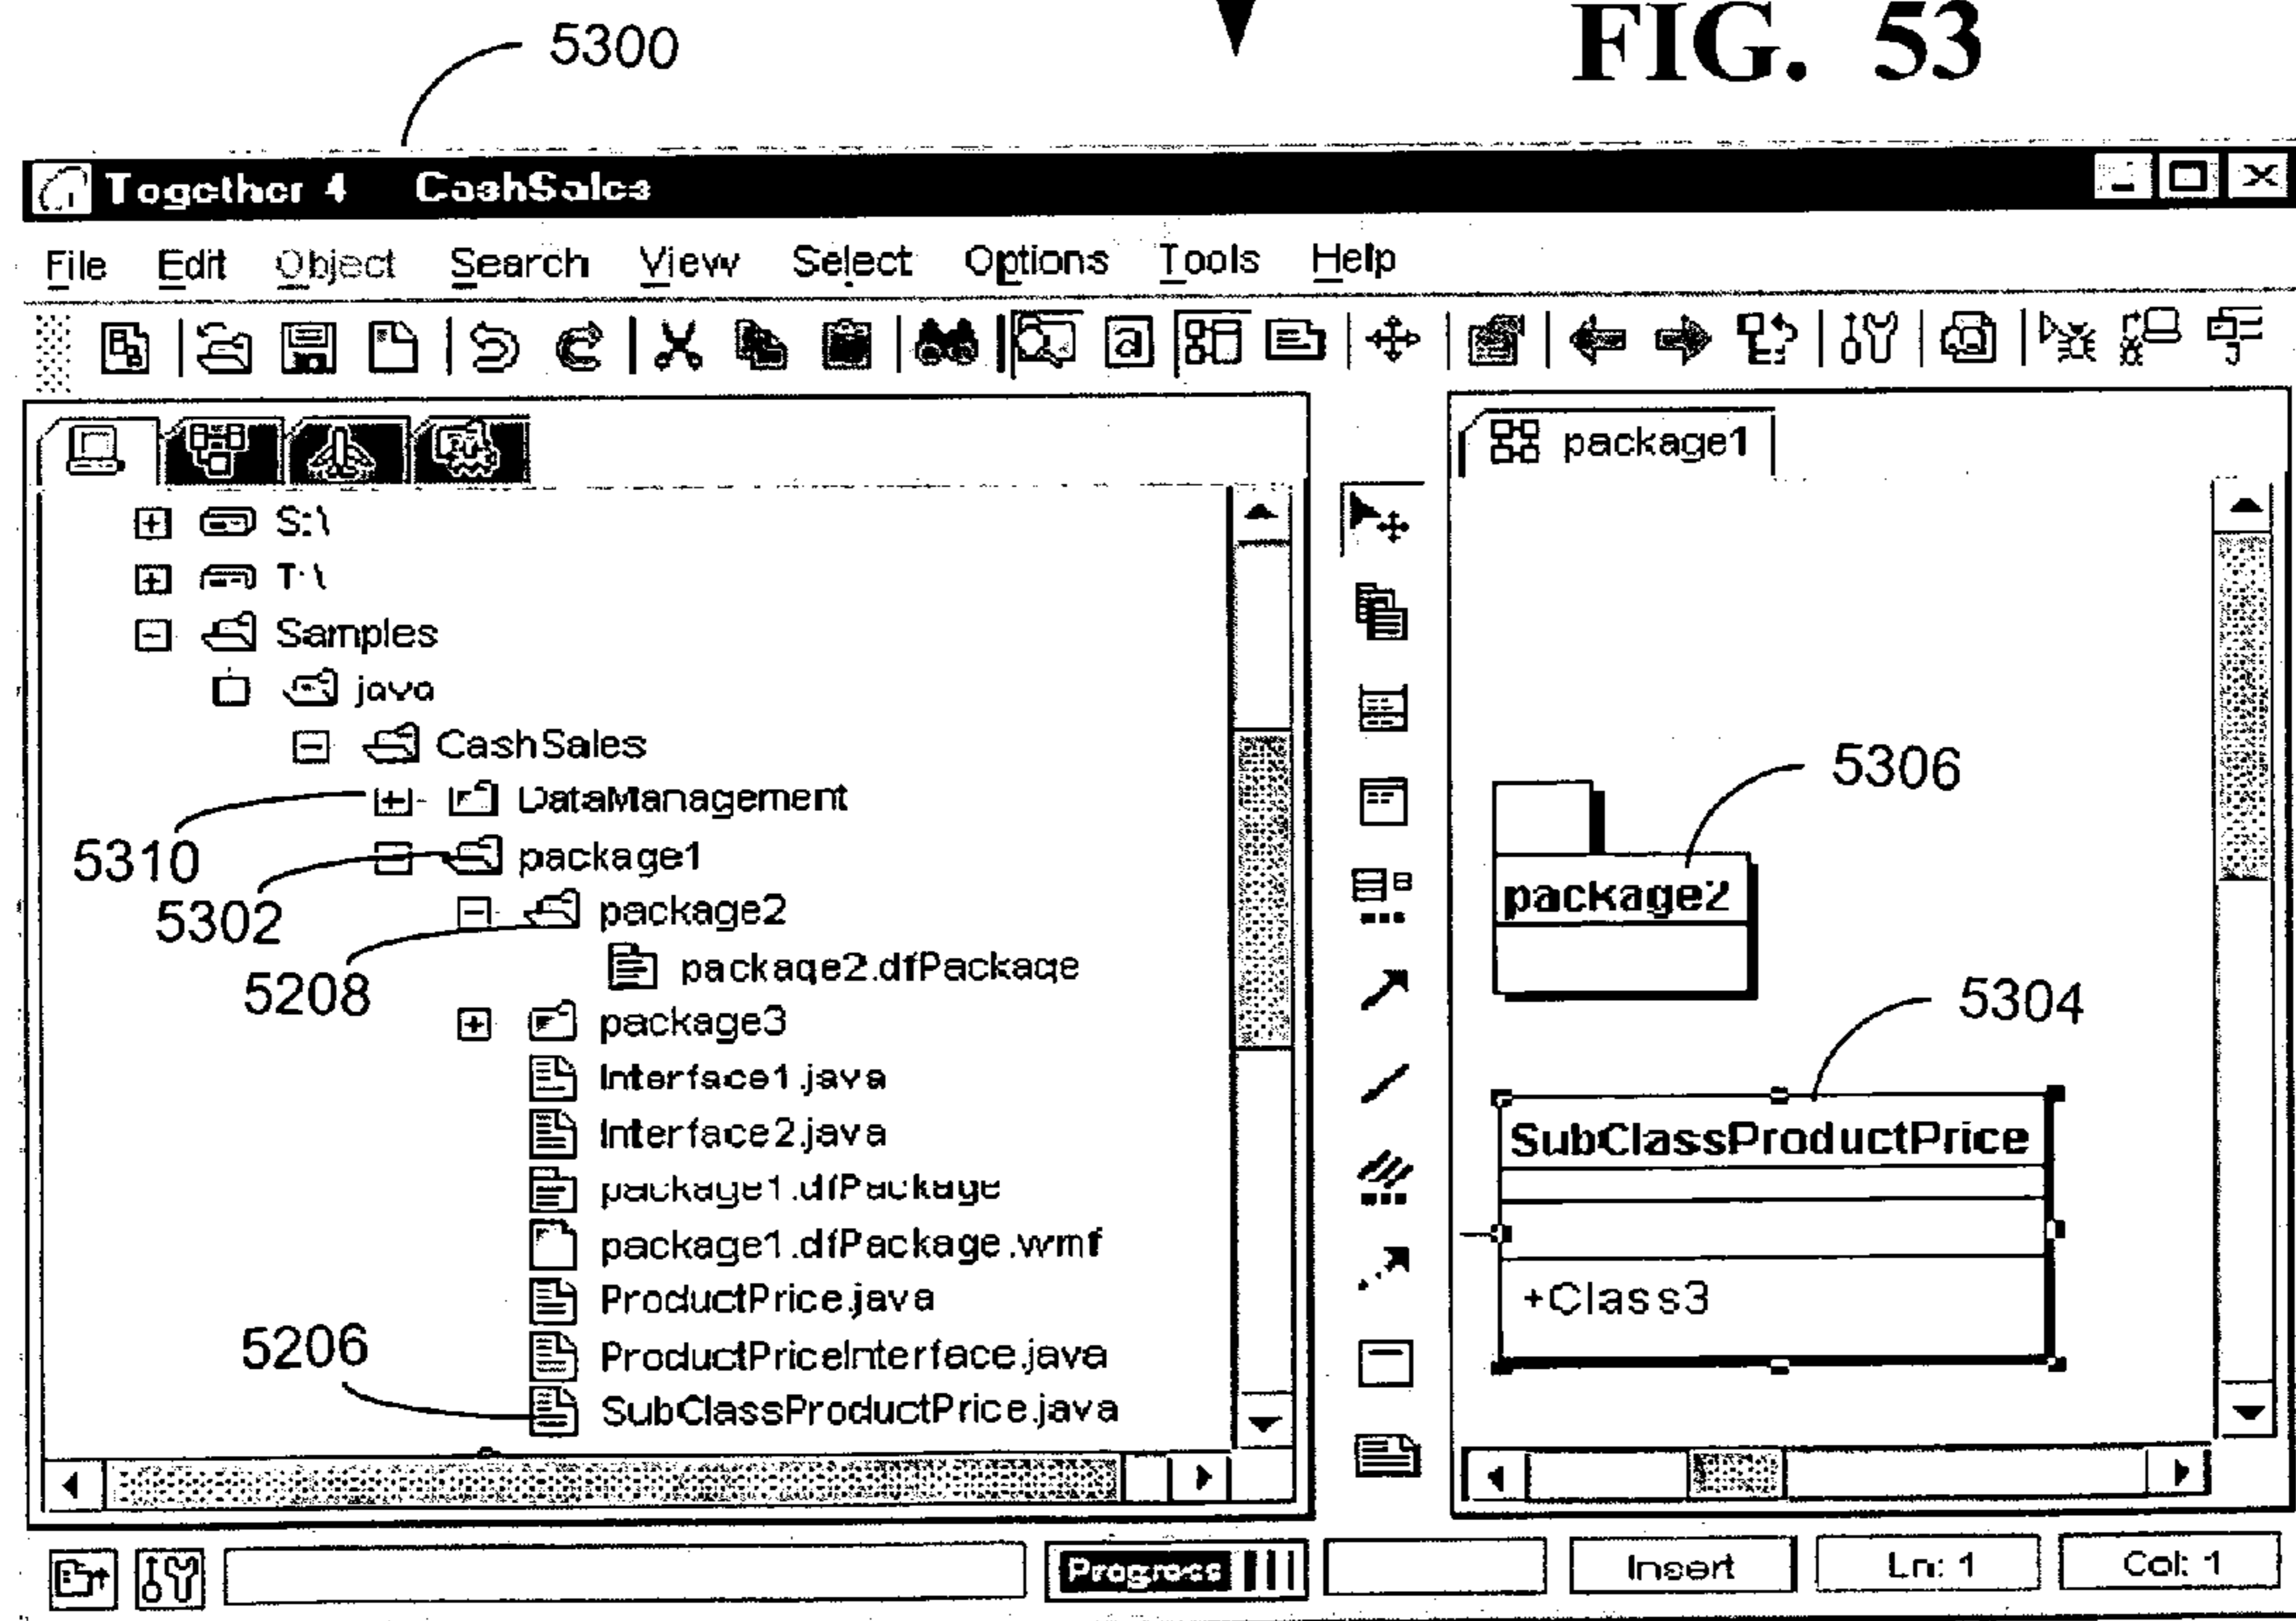 5300
FIG. 53
Together 4 CashSales
File Edit Object Search View Select Options Tools Help
package1
S:\
T:\
Samples
java
CashSales
DataManagement
5310
package1
5302
package2
5208
package2.dfPackage
package3
Interface1.java
Interface2.java
package1.dfPackage
package1.dfPackage.wmf
ProductPrice.java
ProductPriceInterface.java
5206
SubClassProductPrice.java
5306
package2
5304
SubClassProductPrice
+Class3
Progress
Insert
Ln: 1
Col: 1